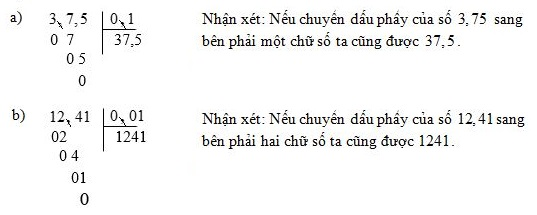 a) 3,7,5 0,1 Nhận xét: Nếu chuyển dấu phẩy của số 3,75 sang
0 7 37,5 bên phải một chữ số ta cũng được 37,5.
0 5
0
b) 12,41 0,01 Nhận xét: Nếu chuyển dấu phẩy của số 12,41 sang
02 1241 bên phải hai chữ số ta cũng được 1241.
0 4
01
0